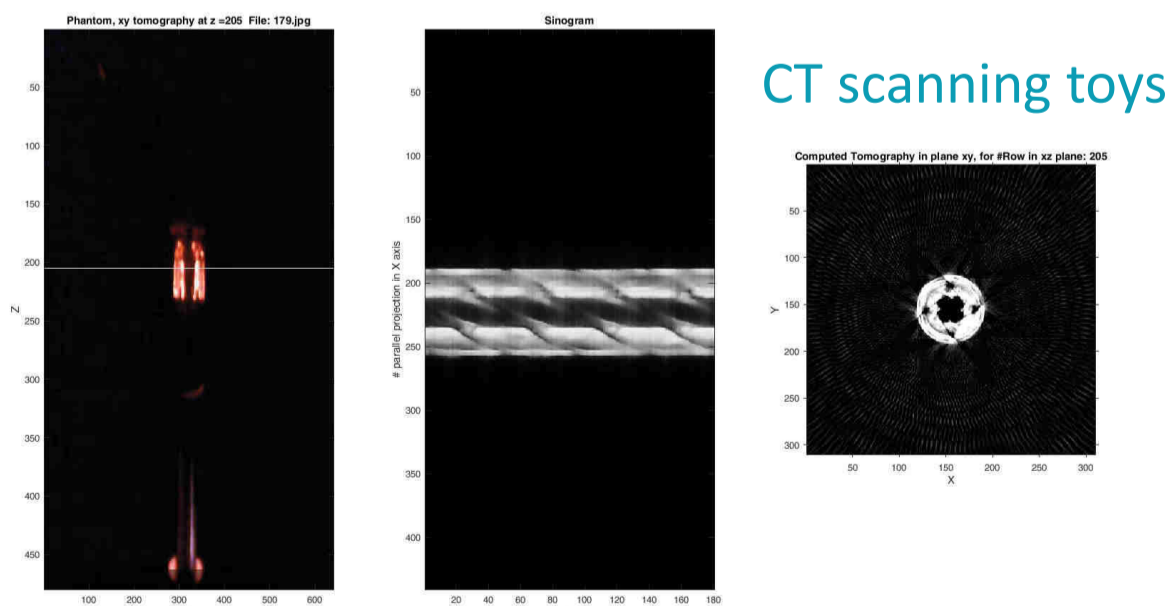 Phantom, xy tomography at z =205 File: 179.jpg
50
100
150
200
250
300
350
400
450
Z
100 200 300 400 500 600
Sinogram
50
100
150
200
250
300
350
400
# parallel projection in X axis
20 40 60 80 100 120 140 160 180
CT scanning toys
Computed Tomography in plane xy, for #Row in xz plane: 205
50
100
150
200
250
300
Y
50 100 150 200 250 300
X